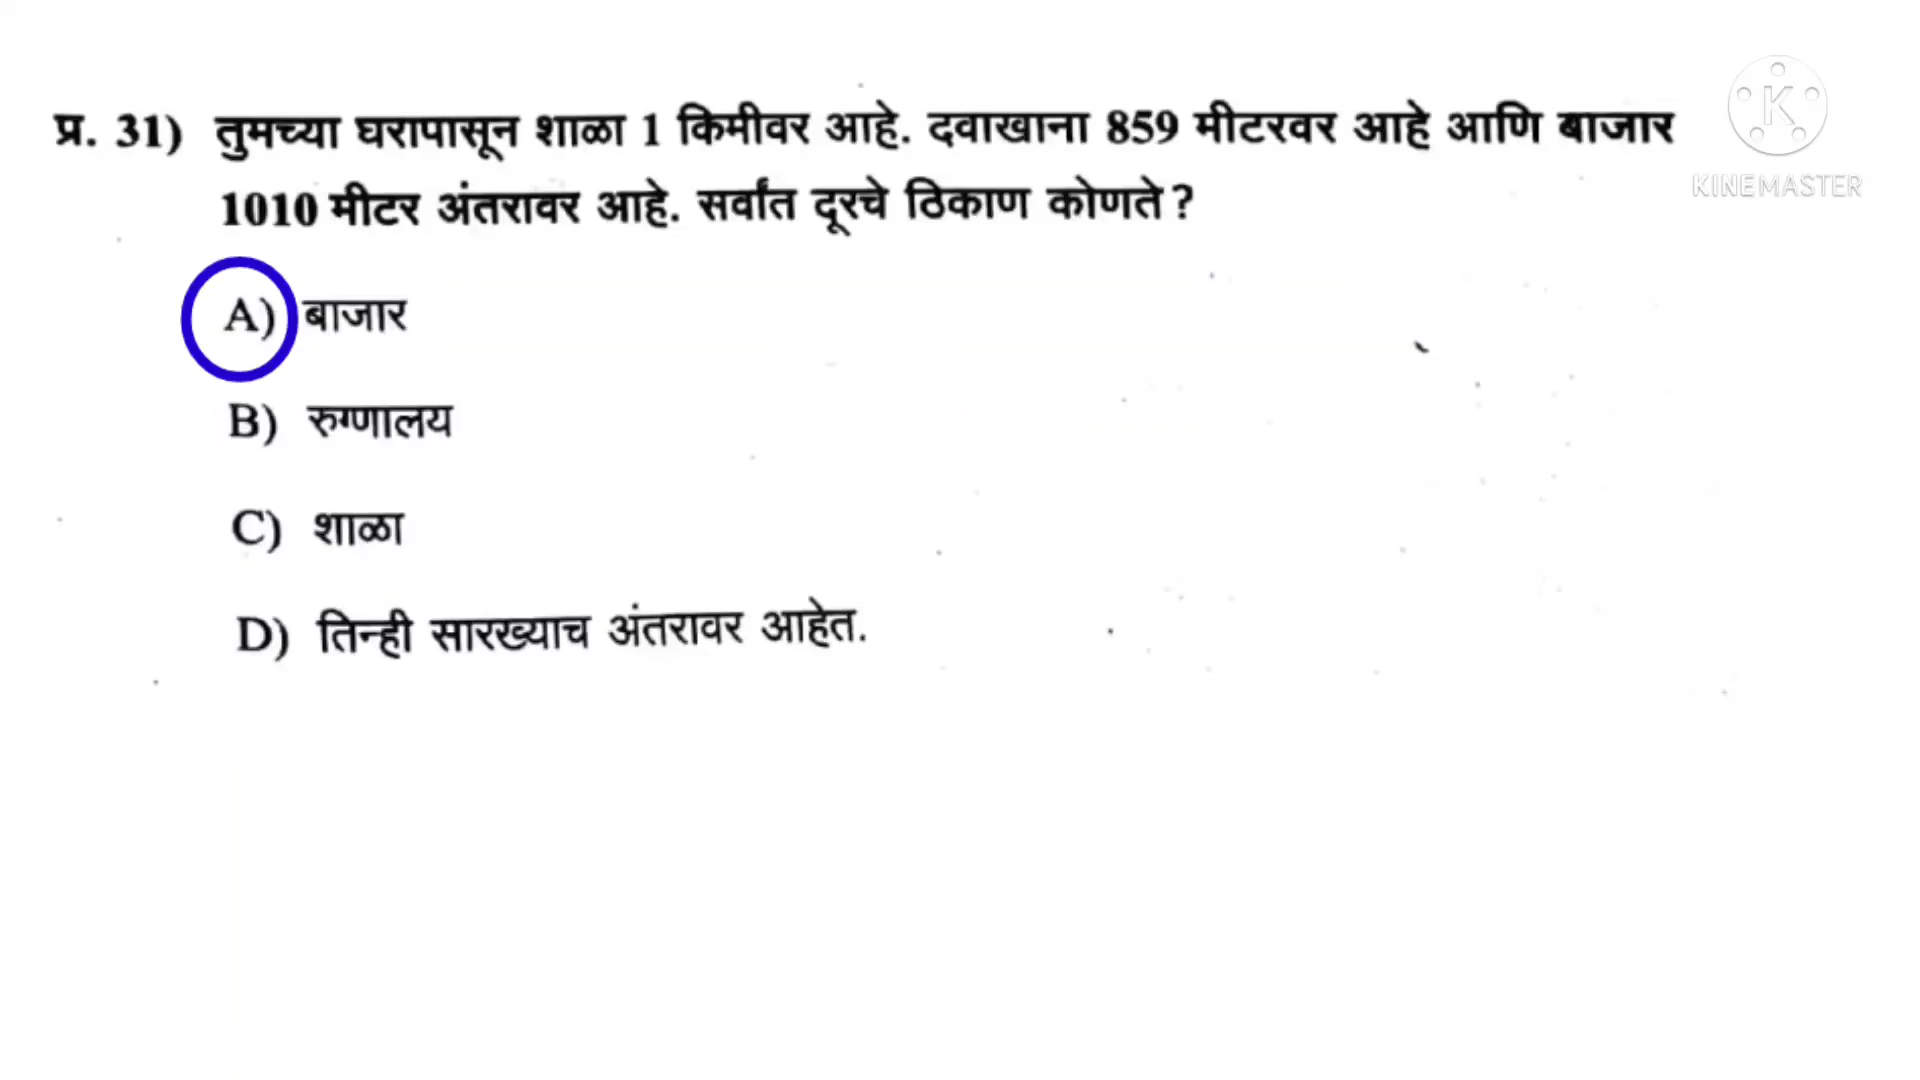 प्र. 31) तुमच्या घरापासून शाळा 1 किमीवर आहे. दवाखाना 859 मीटरवर आहे आणि बाजार
1010 मीटर अंतरावर आहे. सर्वांत दूरचे ठिकाण कोणते?
A) बाजार
B) रुग्णालय
C) शाळा
D) तिन्ही सारख्याच अंतरावर आहेत.
K
KINEMASTER